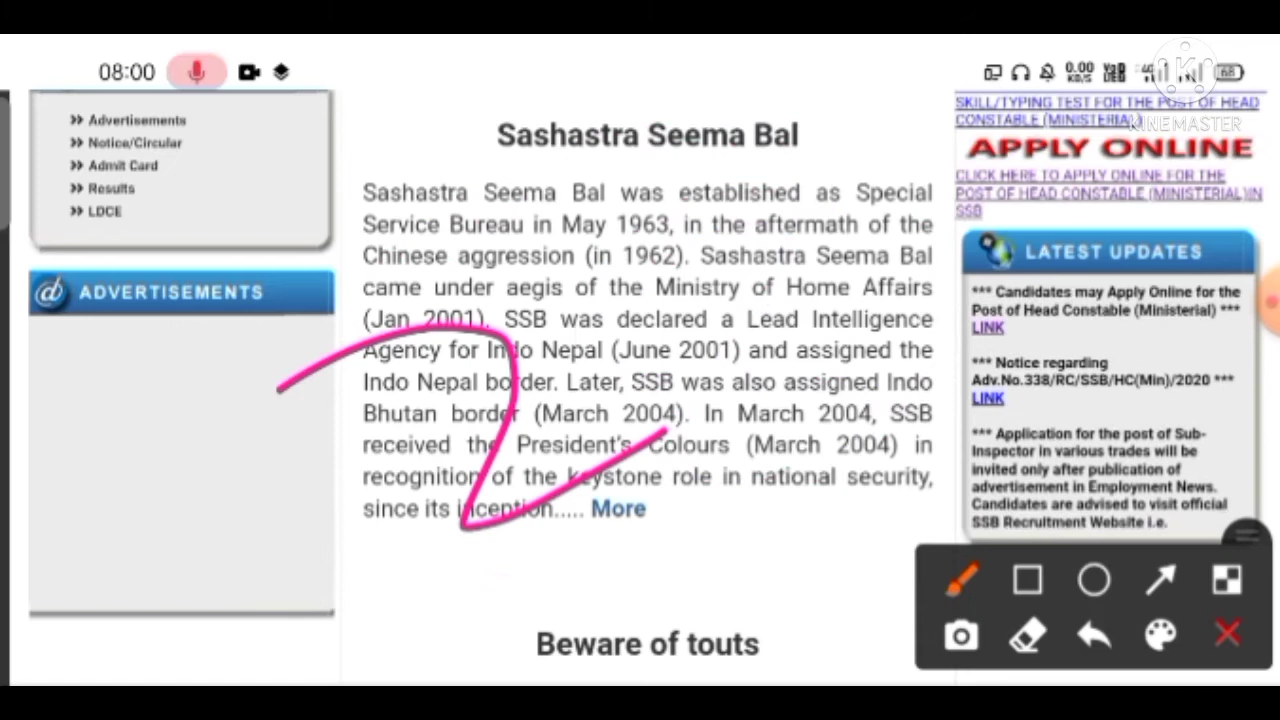 08:00
0.00
KB/S
68
KINEMASTER
>> Advertisements
>> Notice/Circular
>> Admit Card
>> Results
>> LDCE
ADVERTISEMENTS
Sashastra Seema Bal
Sashastra Seema Bal was established as Special
Service Bureau in May 1963, in the aftermath of the
Chinese aggression (in 1962). Sashastra Seema Bal
came under aegis of the Ministry of Home Affairs
(Jan 2001). SSB was declared a Lead Intelligence
Agency for Indo Nepal (June 2001) and assigned the
Indo Nepal border. Later, SSB was also assigned Indo
Bhutan border (March 2004). In March 2004, SSB
received the President's Colours (March 2004) in
recognition of the keystone role in national security,
since its inception..... More
2
Beware of touts
SKILL/TYPING TEST FOR THE POST OF HEAD
CONSTABLE (MINISTERIAL)
APPLY ONLINE
CLICK HERE TO APPLY ONLINE FOR THE
POST OF HEAD CONSTABLE (MINISTERIAL)IN
SSB
LATEST UPDATES
*** Candidates may Apply Online for the
Post of Head Constable (Ministerial) ***
LINK
*** Notice regarding
Adv.No.338/RC/SSB/HC(Min)/2020 ***
LINK
*** Application for the post of Sub-
Inspector in various trades will be
invited only after publication of
advertisement in Employment News.
Candidates are advised to visit official
SSB Recruitment Website i.e.